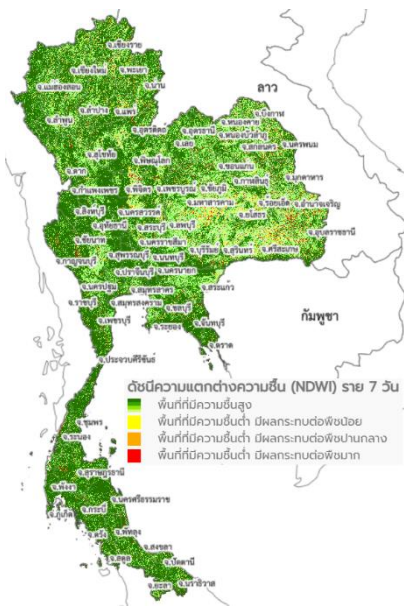 จ.เชียงราย
จ.เชียงใหม่
จ.พะเยา
จ.แม่ฮ่องสอน
จ.น่าน
จ.ลำปาง
จ.แพร่
จ.ลำพูน
จ.อุตรดิตถ์
ลาว
จ.บึงกาฬ
จ.หนองคาย
จ.อุดรธานี
จ.หนองบัวลำภู
จ.เลย
จ.สกลนคร
จ.นครพนม
จ.สุโขทัย
จ.พิษณุโลก
จ.ตาก
จ.ขอนแก่น
จ.กาฬสินธุ์
จ.มุกดาหาร
จ.กำแพงเพชร
จ.พิจิตร
จ.เพชรบูรณ์
จ.ชัยภูมิ
จ.มหาสารคาม
จ.ร้อยเอ็ด
จ.อำนาจเจริญ
จ.ยโสธร
จ.สิงห์บุรี
จ.นครสวรรค์
จ.อุทัยธานี
จ.สระบุรี
จ.ลพบุรี
จ.อุบลราชธานี
จ.ชัยนาท
จ.นครราชสีมา
จ.บุรีรัมย์
จ.สุรินทร์
จ.ศรีสะเกษ
จ.กาญจนบุรี
จ.สุพรรณบุรี
จ.นนทบุรี
จ.ปราจีนบุรี
จ.นครนายก
จ.สระแก้ว
จ.นครปฐม
จ.สมุทรสาคร
จ.ราชบุรี
จ.สมุทรสงคราม
จ.ชลบุรี
จ.เพชรบุรี
จ.ระยอง
จ.จันทบุรี
จ.ตราด
กัมพูชา
จ.ประจวบคีรีขันธ์
ดัชนีความแตกต่างความชื้น (NDWI) ราย 7 วัน
พื้นที่ที่มีความชื้นสูง
พื้นที่ที่มีความชื้นต่ำ มีผลกระทบต่อพืชน้อย
พื้นที่ที่มีความชื้นต่ำ มีผลกระทบต่อพืชปานกลาง
พื้นที่ที่มีความชื้นต่ำ มีผลกระทบต่อพืชมาก
จ.ชุมพร
จ.ระนอง
จ.สุราษฎร์ธานี
จ.พังงา
จ.นครศรีธรรมราช
จ.กระบี่
จ.ภูเก็ต
จ.ตรัง
จ.พัทลุง
จ.สงขลา
จ.สตูล
จ.ปัตตานี
จ.ยะลา
จ.นราธิวาส